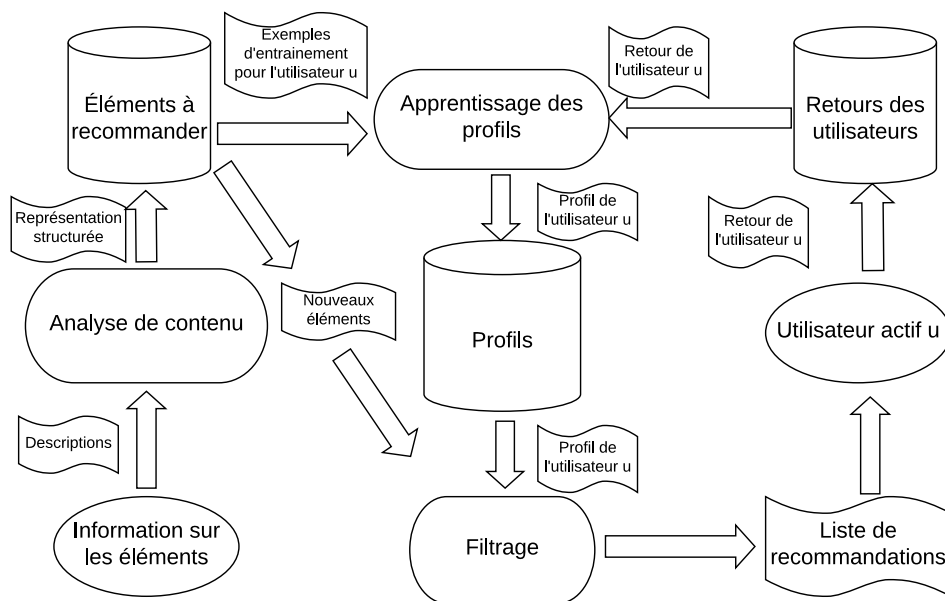 Exemples
d'entrainement
pour l'utilisateur u
Retour de
l'utilisateur u
Éléments à
recommander
Apprentissage des
profils
Retours des
utilisateurs
Représentation
structurée
Profil de
l'utilisateur u
Retour de
l'utilisateur u
Analyse de contenu
Nouveaux
éléments
Profils
Utilisateur actif u
Descriptions
Profil de
l'utilisateur u
Information sur
les éléments
Filtrage
Liste de
recommandations